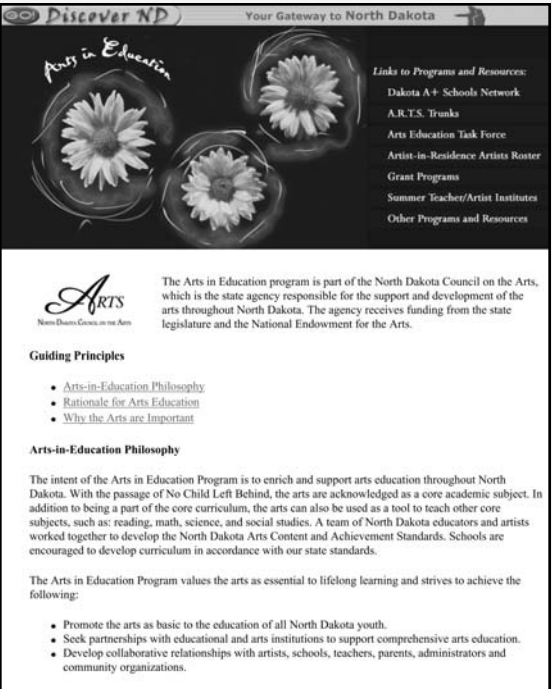 GO! Discover ND
Your Gateway to North Dakota
Arts in Education
Links to Programs and Resources:
Dakota A+ Schools Network
A.R.T.S. Trunks
Arts Education Task Force
Artist-in-Residence Artists Roster
Grant Programs
Summer Teacher/Artist Institutes
Other Programs and Resources
ARTS
North Dakota Council on the Arts
The Arts in Education program is part of the North Dakota Council on the Arts,
which is the state agency responsible for the support and development of the
arts throughout North Dakota. The agency receives funding from the state
legislature and the National Endowment for the Arts.
Guiding Principles
• Arts-in-Education Philosophy
• Rationale for Arts Education
• Why the Arts are Important
Arts-in-Education Philosophy
The intent of the Arts in Education Program is to enrich and support arts education throughout North
Dakota. With the passage of No Child Left Behind, the arts are acknowledged as a core academic subject. In
addition to being a part of the core curriculum, the arts can also be used as a tool to teach other core
subjects, such as: reading, math, science, and social studies. A team of North Dakota educators and artists
worked together to develop the North Dakota Arts Content and Achievement Standards. Schools are
encouraged to develop curriculum in accordance with our state standards.
The Arts in Education Program values the arts as essential to lifelong learning and strives to achieve the
following:
• Promote the arts as basic to the education of all North Dakota youth.
• Seek partnerships with educational and arts institutions to support comprehensive arts education.
• Develop collaborative relationships with artists, schools, teachers, parents, administrators and
community organizations.